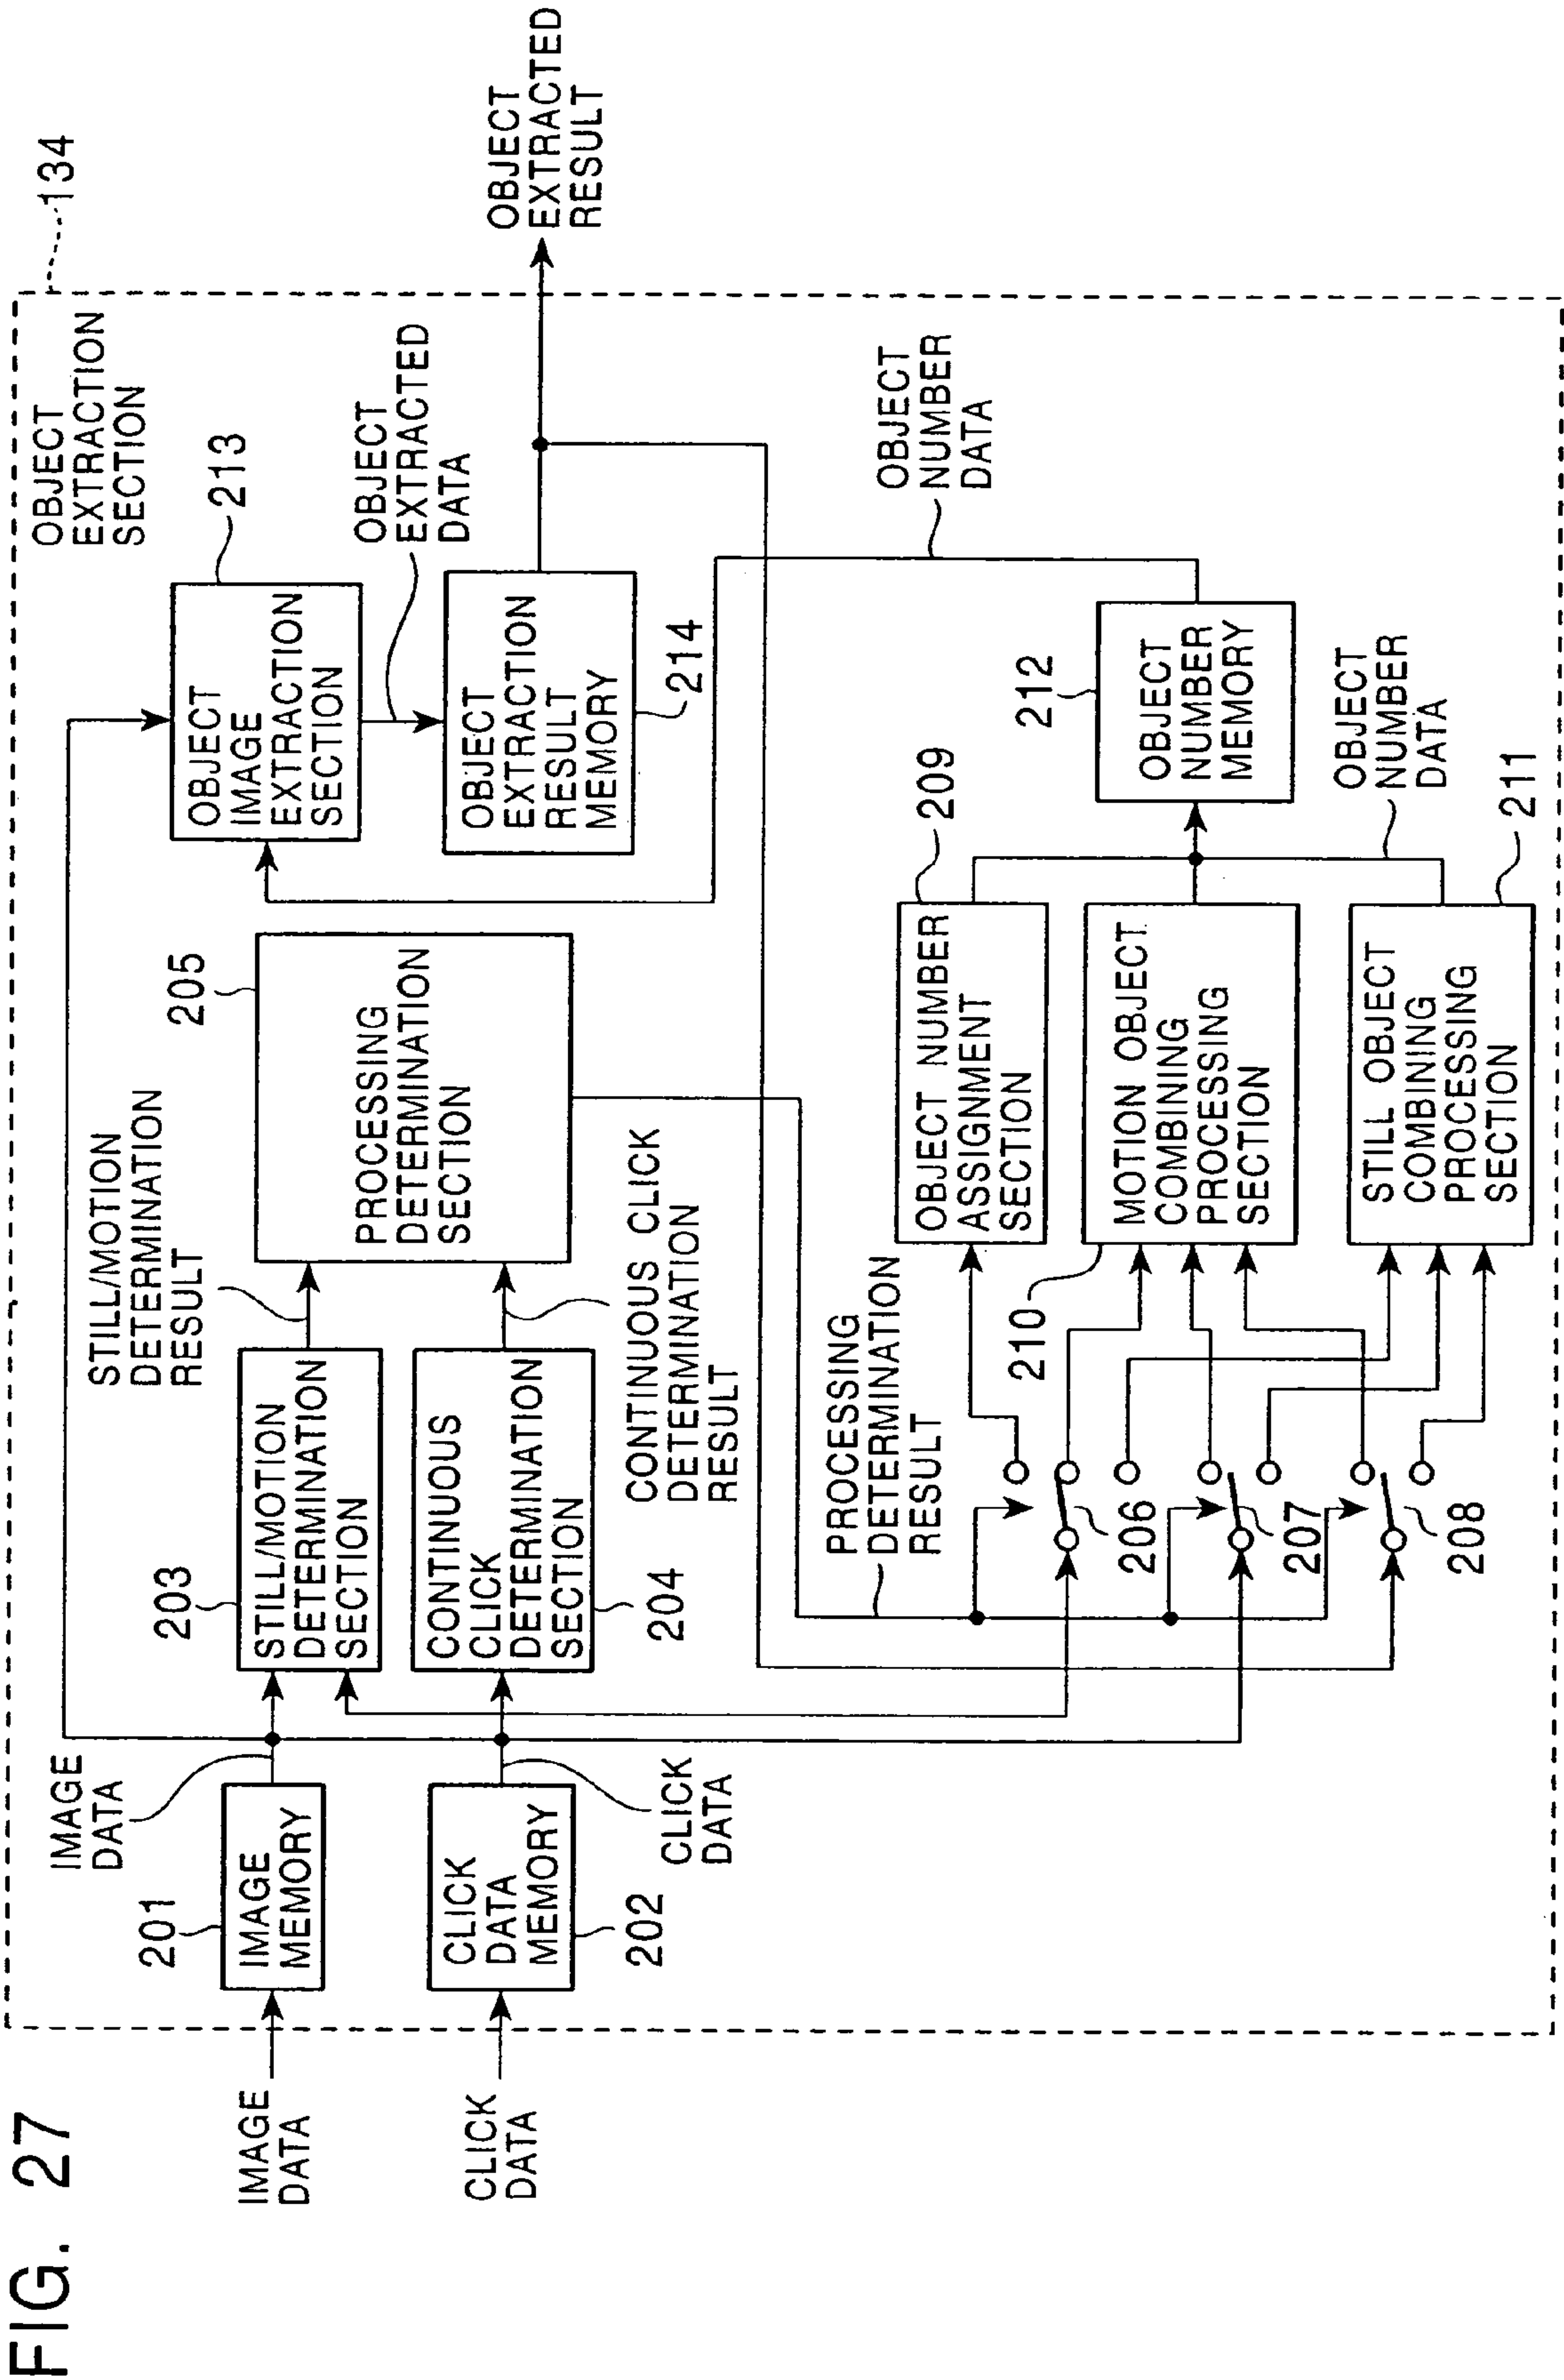 FIG. 27
134
OBJECT
EXTRACTION
SECTION
IMAGE
DATA
201
IMAGE
MEMORY
IMAGE
DATA
203
STILL/MOTION
DETERMINATION
SECTION
STILL/MOTION
DETERMINATION
RESULT
205
PROCESSING
DETERMINATION
SECTION
213
OBJECT
IMAGE
EXTRACTION
SECTION
OBJECT
EXTRACTED
DATA
OBJECT
EXTRACTION
RESULT
MEMORY
214
OBJECT
EXTRACTED
RESULT
CLICK
DATA
CLICK
DATA
MEMORY
202
CLICK
DATA
CONTINUOUS
CLICK
DETERMINATION
SECTION
204
CONTINUOUS CLICK
DETERMINATION
RESULT
PROCESSING
DETERMINATION
RESULT
206
207
208
209
OBJECT NUMBER
ASSIGNMENT
SECTION
210
MOTION OBJECT
COMBINING
PROCESSING
SECTION
STILL OBJECT
COMBINING
PROCESSING
SECTION
211
212
OBJECT
NUMBER
MEMORY
OBJECT
NUMBER
DATA
OBJECT
NUMBER
DATA